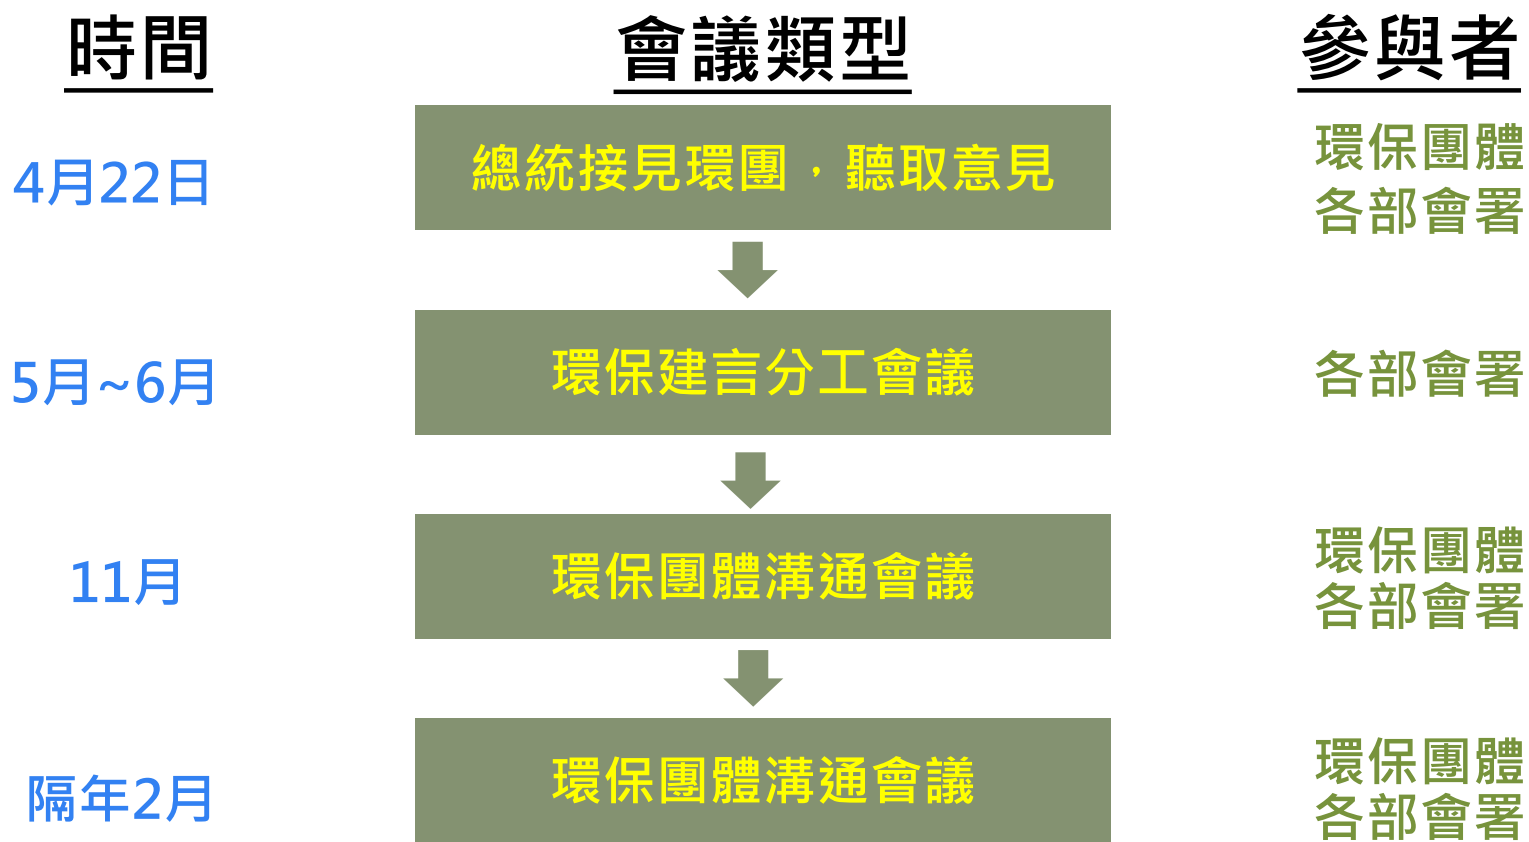 時間
會議類型
參與者
4月22日
總統接見環團，聽取意見
環保團體
各部會署
5月~6月
環保建言分工會議
各部會署
11月
環保團體溝通會議
環保團體
各部會署
隔年2月
環保團體溝通會議
環保團體
各部會署